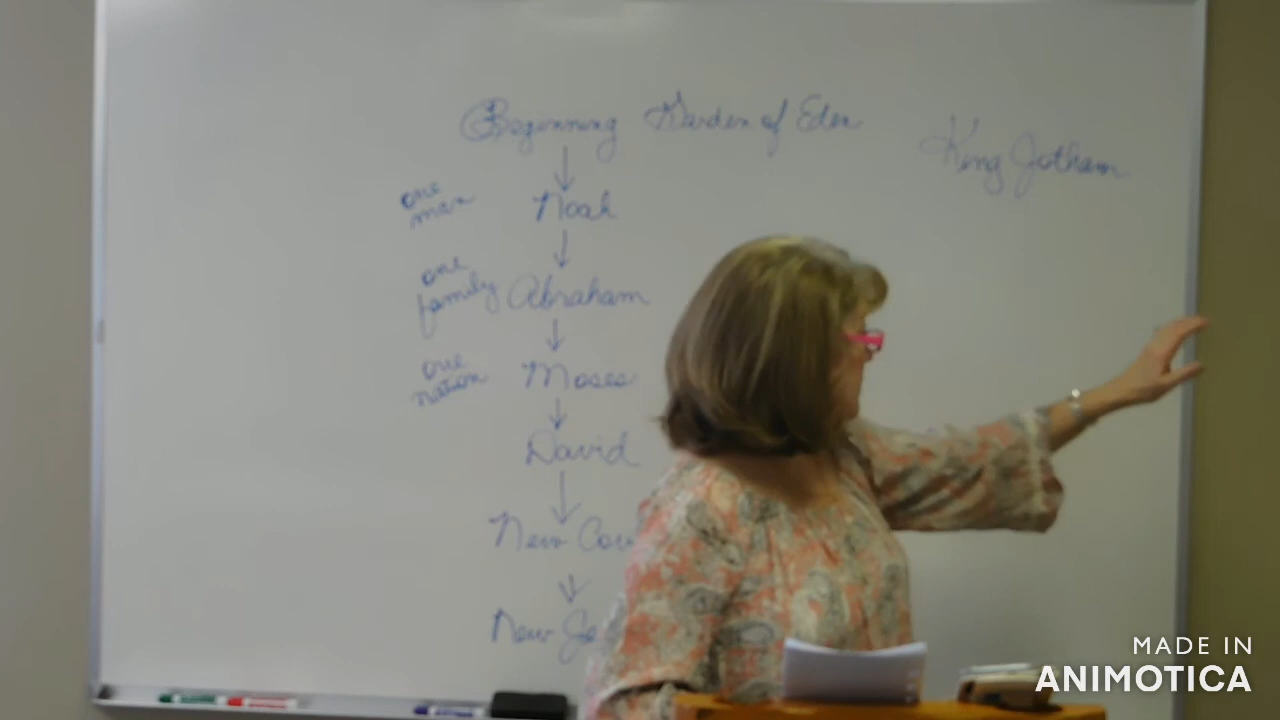 Beginning Garden of Eden
King Jotham
one man
Noah
one family
Abraham
one nation
Moses
David
New Cov
New Je
MADE IN
ANIMOTICA